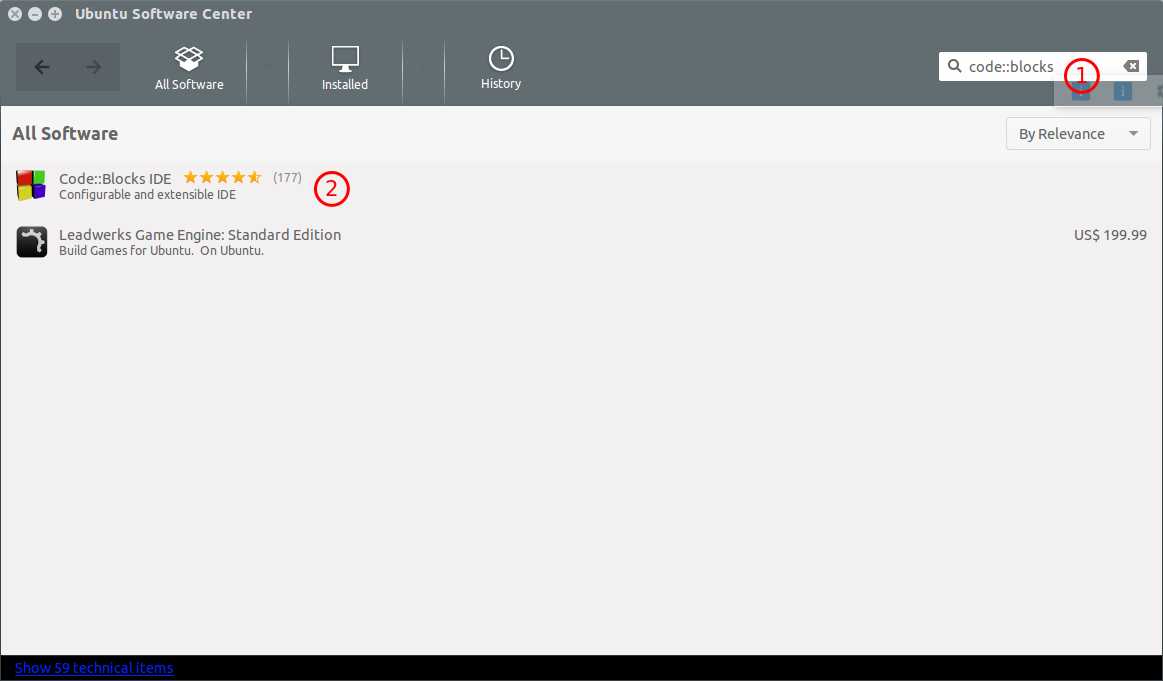 Ubuntu Software Center
All Software
Installed
History
code::blocks
1
All Software
By Relevance
Code::Blocks IDE (177)
Configurable and extensible IDE
2
Leadwerks Game Engine: Standard Edition
US$ 199.99
Build Games for Ubuntu. On Ubuntu.
Show 59 technical items